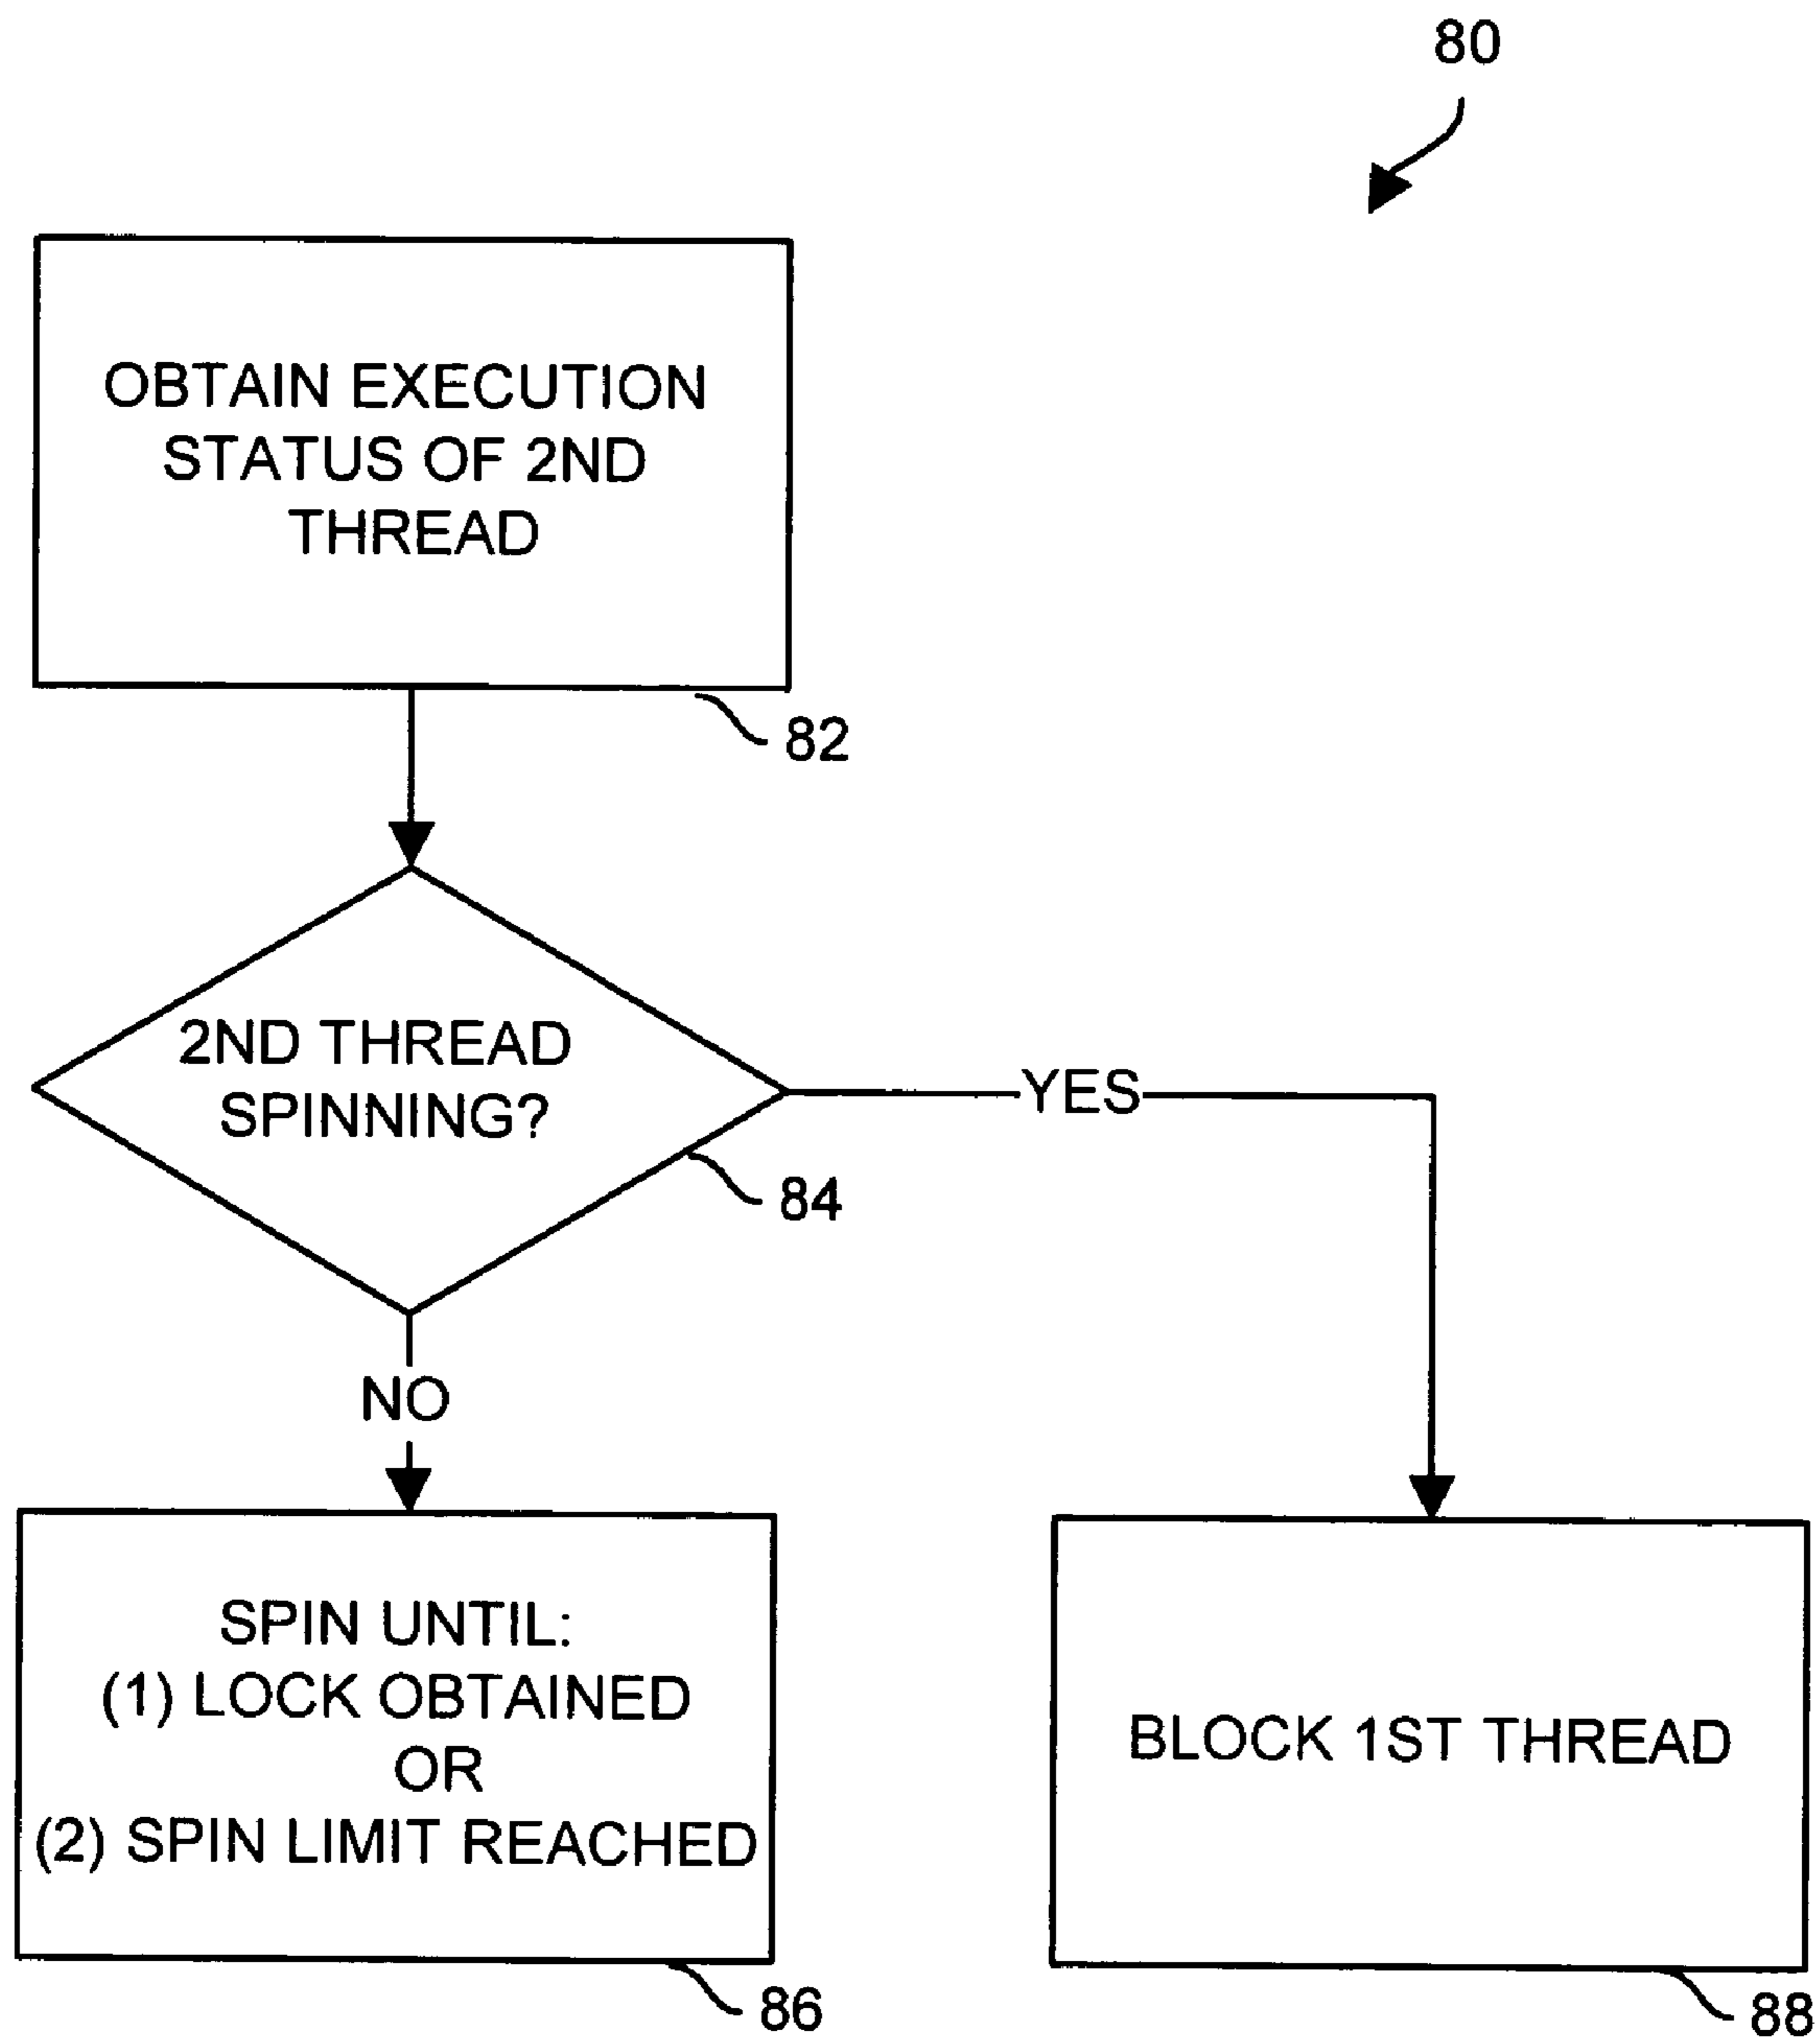 80
OBTAIN EXECUTION
STATUS OF 2ND
THREAD
82
2ND THREAD
SPINNING?
YES
84
NO
SPIN UNTIL:
(1) LOCK OBTAINED
OR
(2) SPIN LIMIT REACHED
86
BLOCK 1ST THREAD
88